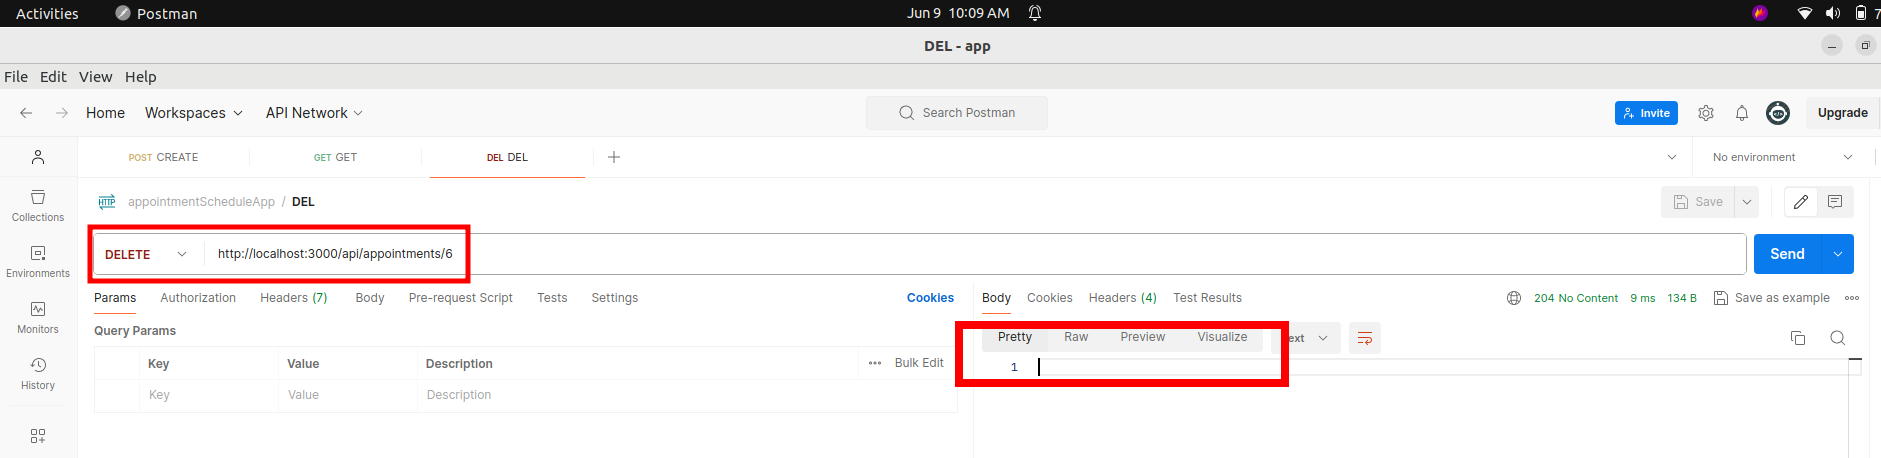 Activities Postman Jun 9 10:09 AM 7
DEL - app
File Edit View Help
Home Workspaces API Network Search Postman Invite Upgrade
POST CREATE GET GET DEL DEL No environment
HTTP appointmentScheduleApp / DEL Save
Collections
DELETE http://localhost:3000/api/appointments/6 Send
Environments
Params Authorization Headers (7) Body Pre-request Script Tests Settings Cookies
Body Cookies Headers (4) Test Results 204 No Content 9 ms 134 B Save as example
Monitors
Query Params
Pretty Raw Preview Visualize ext
Key Value Description Bulk Edit
1
History
Key Value Description